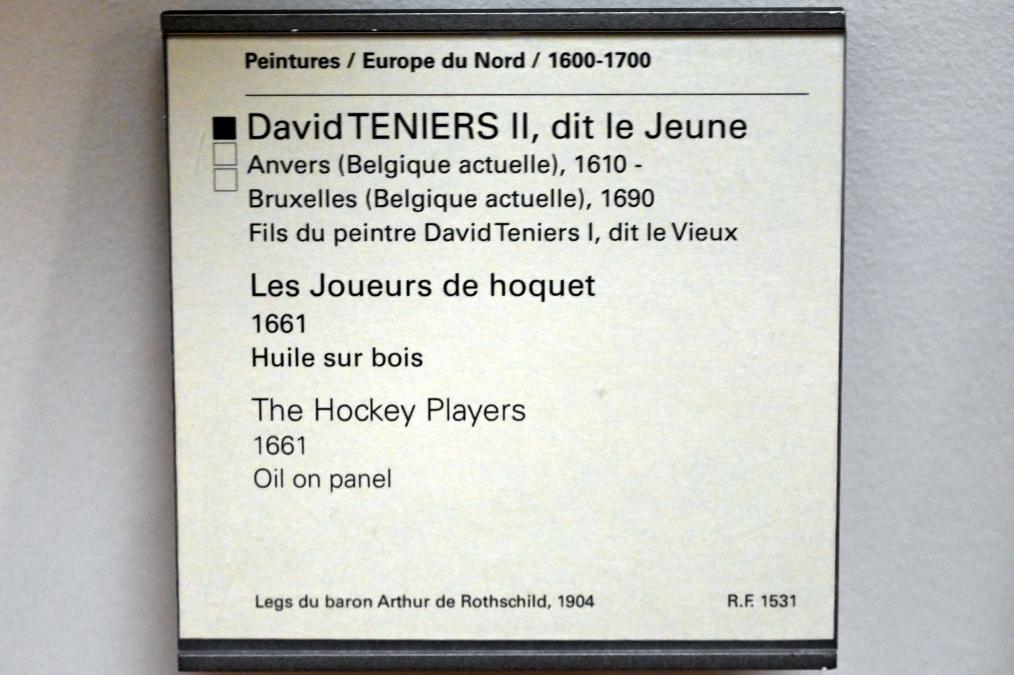 Peintures / Europe du Nord / 1600-1700
David TENIERS II, dit le Jeune
Anvers (Belgique actuelle), 1610 -
Bruxelles (Belgique actuelle), 1690
Fils du peintre David Teniers I, dit le Vieux
Les Joueurs de hoquet
1661
Huile sur bois
The Hockey Players
1661
Oil on panel
Legs du baron Arthur de Rothschild, 1904 R.F. 1531